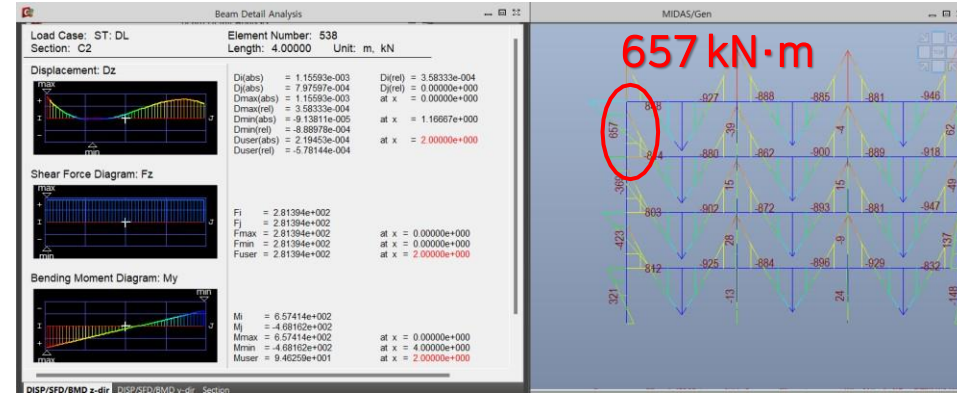 Beam Detail Analysis
Load Case: ST: DL
Section: C2
Element Number: 538
Length: 4.00000 Unit: m, kN
Displacement: Dz
max
+
I
J
-
min
Di(abs) = 1.15593e-003 Di(rel) = 3.58333e-004
Dj(abs) = 7.97597e-004 Dj(rel) = 0.00000e+000
Dmax(abs) = 1.15593e-003 at x = 0.00000e+000
Dmax(rel) = 3.58333e-004
Dmin(abs) = -9.13811e-005 at x = 1.16667e+000
Dmin(rel) = -8.88978e-004
Duser(abs) = 2.19453e-004 at x = 2.00000e+000
Duser(rel) = -5.78144e-004
Shear Force Diagram: Fz
max
+
I
J
-
min
Fi = 2.81394e+002
Fj = 2.81394e+002
Fmax = 2.81394e+002 at x = 0.00000e+000
Fmin = 2.81394e+002 at x = 0.00000e+000
Fuser = 2.81394e+002 at x = 2.00000e+000
Bending Moment Diagram: My
min
-
I
J
+
max
Mi = 6.57414e+002
Mj = -4.68162e+002
Mmax = 6.57414e+002 at x = 0.00000e+000
Mmin = -4.68162e+002 at x = 4.00000e+000
Muser = 9.46259e+001 at x = 2.00000e+000
DISP/SFD/BMD z-dir DISP/SFD/BMD y-dir Section
MIDAS/Gen
657 kN·m
848 -927 -888 -885 -881 -946
657 -39 -4 62
-880 -862 -900 -889 -918
-369 15 15 49
803 -902 -872 -893 -881 -947
-423 28 -9 137
812 -925 -884 -896 -929 -832
321 -13 24 -148